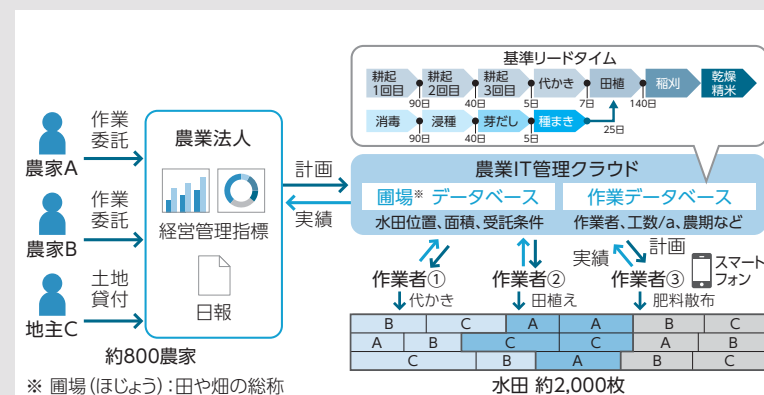 基準リードタイム
耕起
1回目
耕起
2回目
耕起
3回目
代かき
田植
稲刈
乾燥
精米
90日
40日
5日
7日
140日
消毒
浸種
芽だし
種まき
90日
40日
5日
25日
農家A
作業
委託
農家B
作業
委託
地主C
土地
貸付
約800農家
農業法人
経営管理指標
日報
計画
実績
農業IT管理クラウド
圃場※ データベース
水田位置、面積、受託条件
作業データベース
作業者、工数/a、農期など
実績
計画
スマート
フォン
作業者①
作業者②
作業者③
代かき
田植え
肥料散布
B C A A B C
A B C C A B
C B A B C
水田 約2,000枚
※ 圃場(ほじょう):田や畑の総称